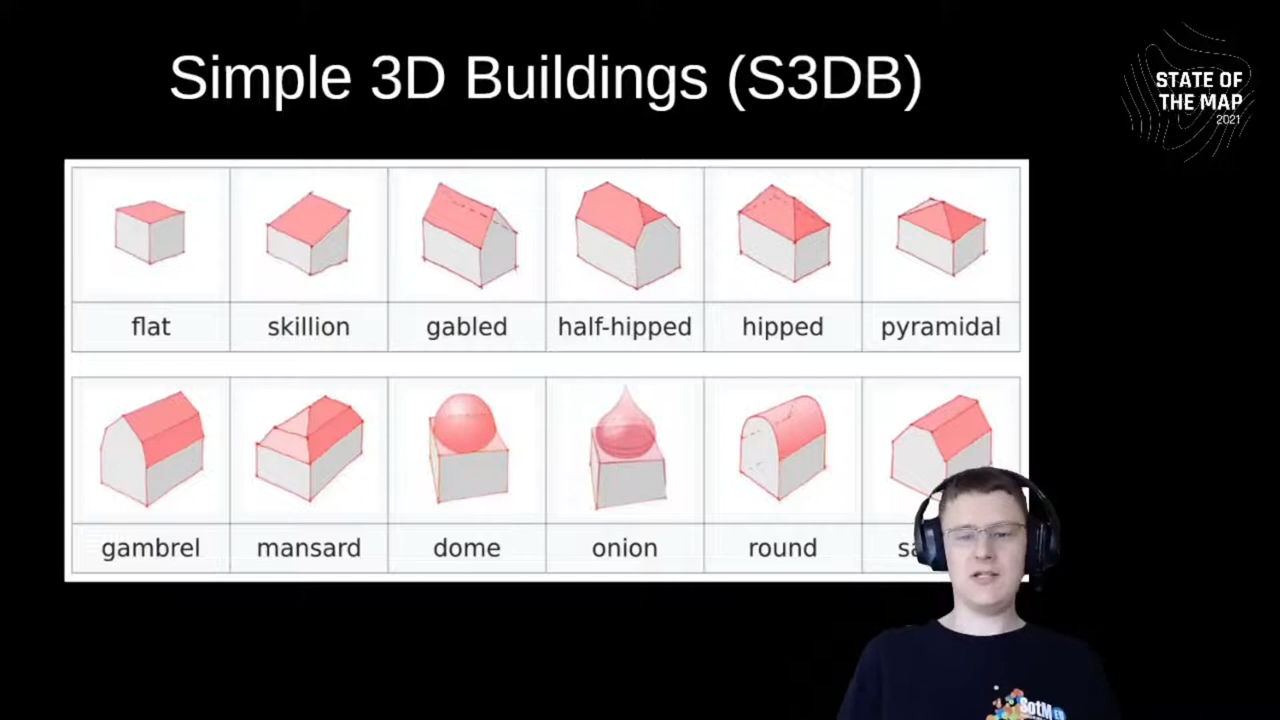 Simple 3D Buildings (S3DB)
STATE OF
THE MAP
2021
flat
skillion
gabled
half-hipped
hipped
pyramidal
gambrel
mansard
dome
onion
round
SotM